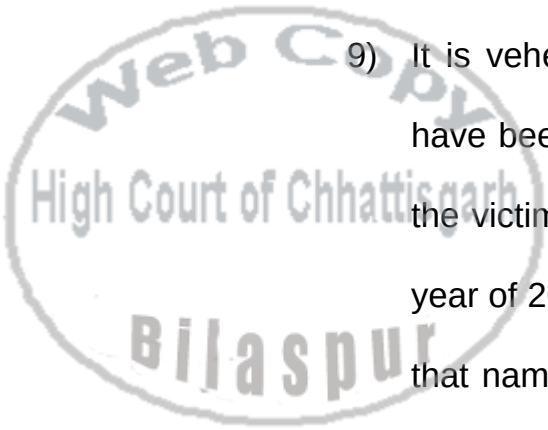 Web Copy
9) It is vehe
have bee
High Court of Chhattisgarh
the victim
year of 2
Bilaspur
that nam